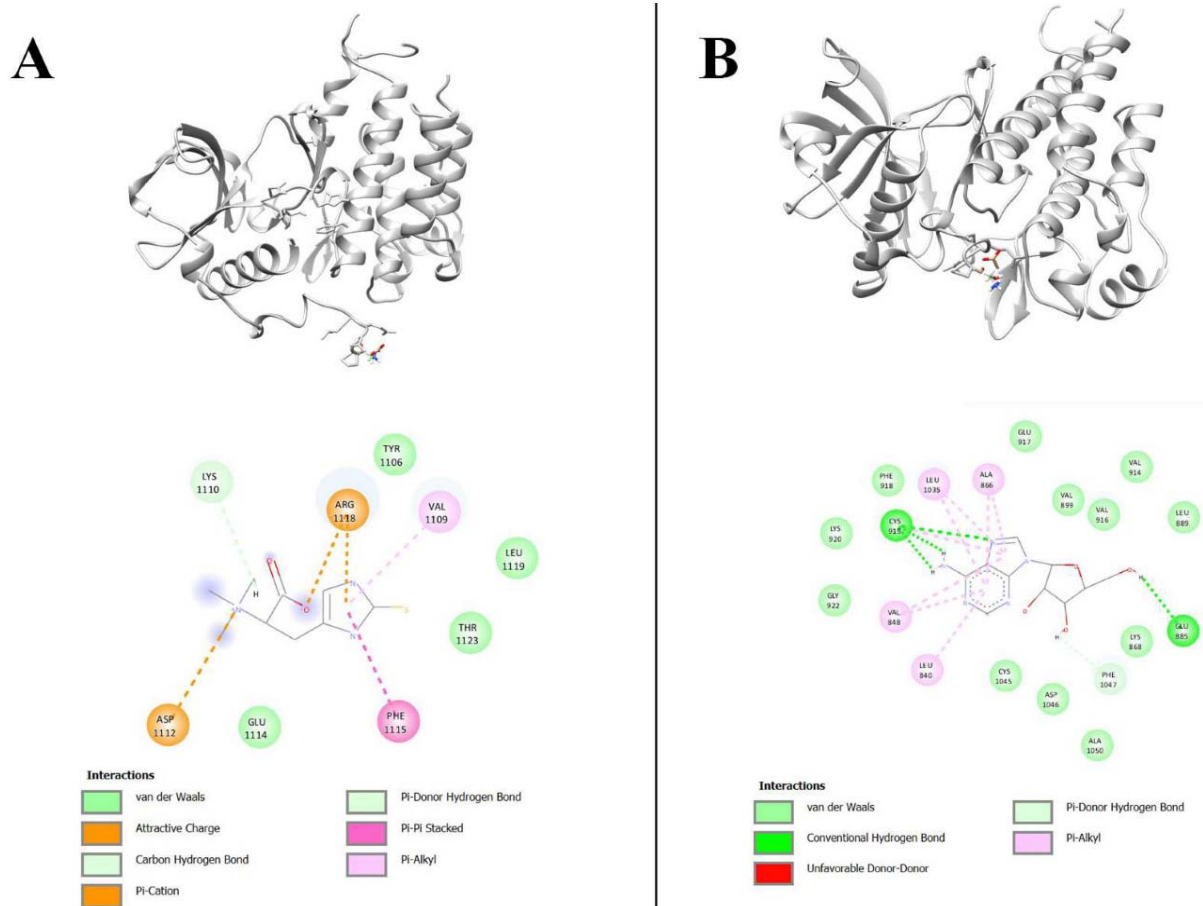 A
TYR
1106
LYS
1110
ARG
1118
VAL
1109
LEU
1119
H
O
O
N
N
N
S
THR
1123
ASP
1112
GLU
1114
PHE
1115
Interactions
van der Waals
Attractive Charge
Carbon Hydrogen Bond
Pi-Cation
Pi-Donor Hydrogen Bond
Pi-Pi Stacked
Pi-Alkyl
B
GLU
917
PHE
918
LEU
1035
ALA
866
VAL
914
VAL
899
VAL
916
LEU
889
LYS
920
CYS
919
GLY
922
VAL
848
LEU
840
CYS
1045
ASP
1046
ALA
1050
LYS
868
PHE
1047
GLU
885
Interactions
van der Waals
Conventional Hydrogen Bond
Unfavorable Donor-Donor
Pi-Donor Hydrogen Bond
Pi-Alkyl